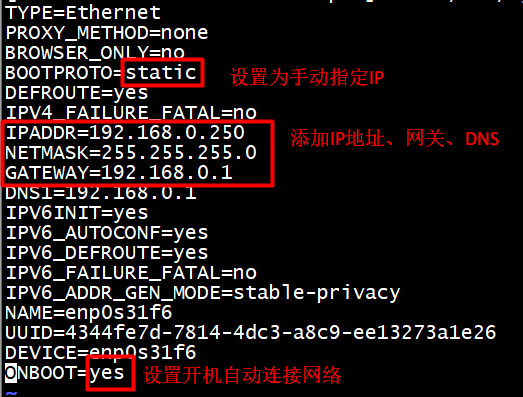 TYPE=Ethernet
PROXY_METHOD=none
BROWSER_ONLY=no
BOOTPROTO=static 设置为手动指定IP
DEFROUTE=yes
IPV4_FAILURE_FATAL=no
IPADDR=192.168.0.250
NETMASK=255.255.255.0 添加IP地址、网关、DNS
GATEWAY=192.168.0.1
DNS1=192.168.0.1
IPV6INIT=yes
IPV6_AUTOCONF=yes
IPV6_DEFROUTE=yes
IPV6_FAILURE_FATAL=no
IPV6_ADDR_GEN_MODE=stable-privacy
NAME=enp0s31f6
UUID=4344fe7d-7814-4dc3-a8c9-ee13273a1e26
DEVICE=enp0s31f6
ONBOOT=yes 设置开机自动连接网络
~